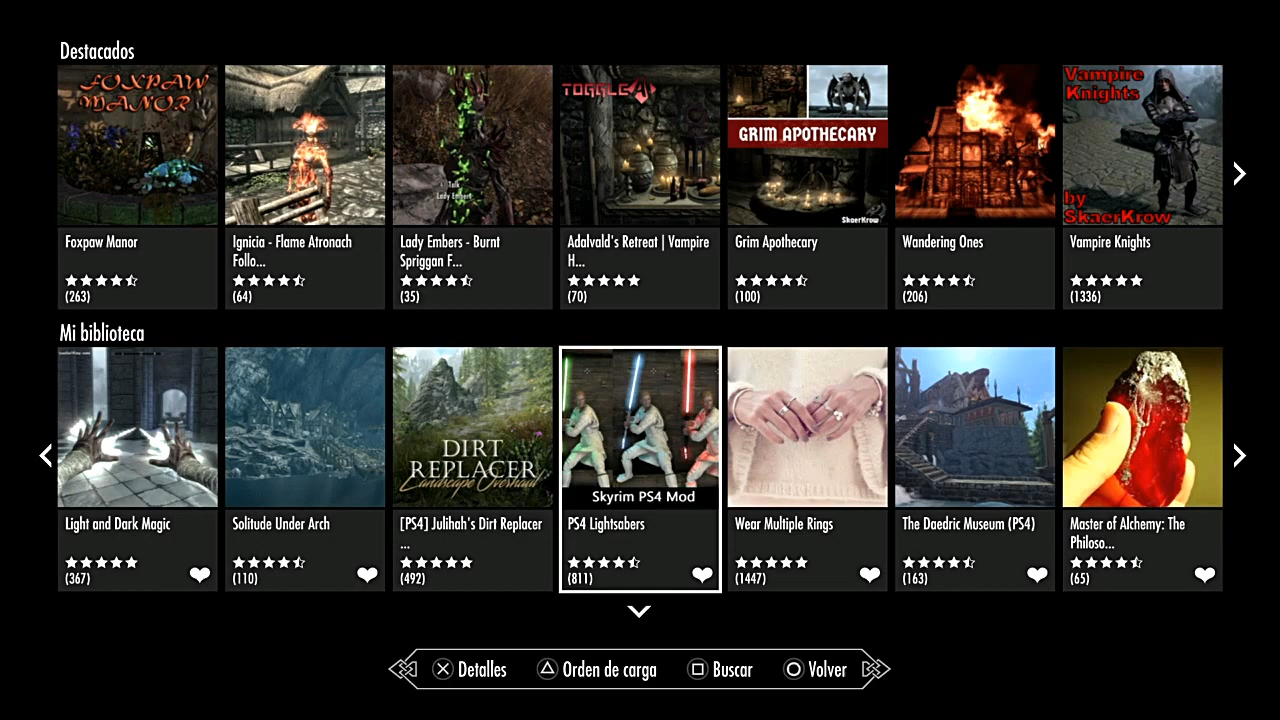 Destacados
FOXPAW
MANOR
Talk
Lady Embers
TOGGLE
GRIM APOTHECARY
SkaerKrow
Vampire
Knights
by
SkaerKrow
Foxpaw Manor
Ignicia - Flame Atronach
Follo...
Lady Embers - Burnt
Spriggan F...
Adalvald's Retreat | Vampire
H...
Grim Apothecary
Wandering Ones
Vampire Knights
(263)
(64)
(35)
(70)
(100)
(206)
(1336)
Mi biblioteca
DIRT
REPLACER
Landscape Overhaul
Skyrim PS4 Mod
Light and Dark Magic
Solitude Under Arch
[PS4] Julihah's Dirt Replacer
...
PS4 Lightsabers
Wear Multiple Rings
The Daedric Museum (PS4)
Master of Alchemy: The
Philoso...
(367)
(110)
(492)
(811)
(1447)
(163)
(65)
Detalles
Orden de carga
Buscar
Volver